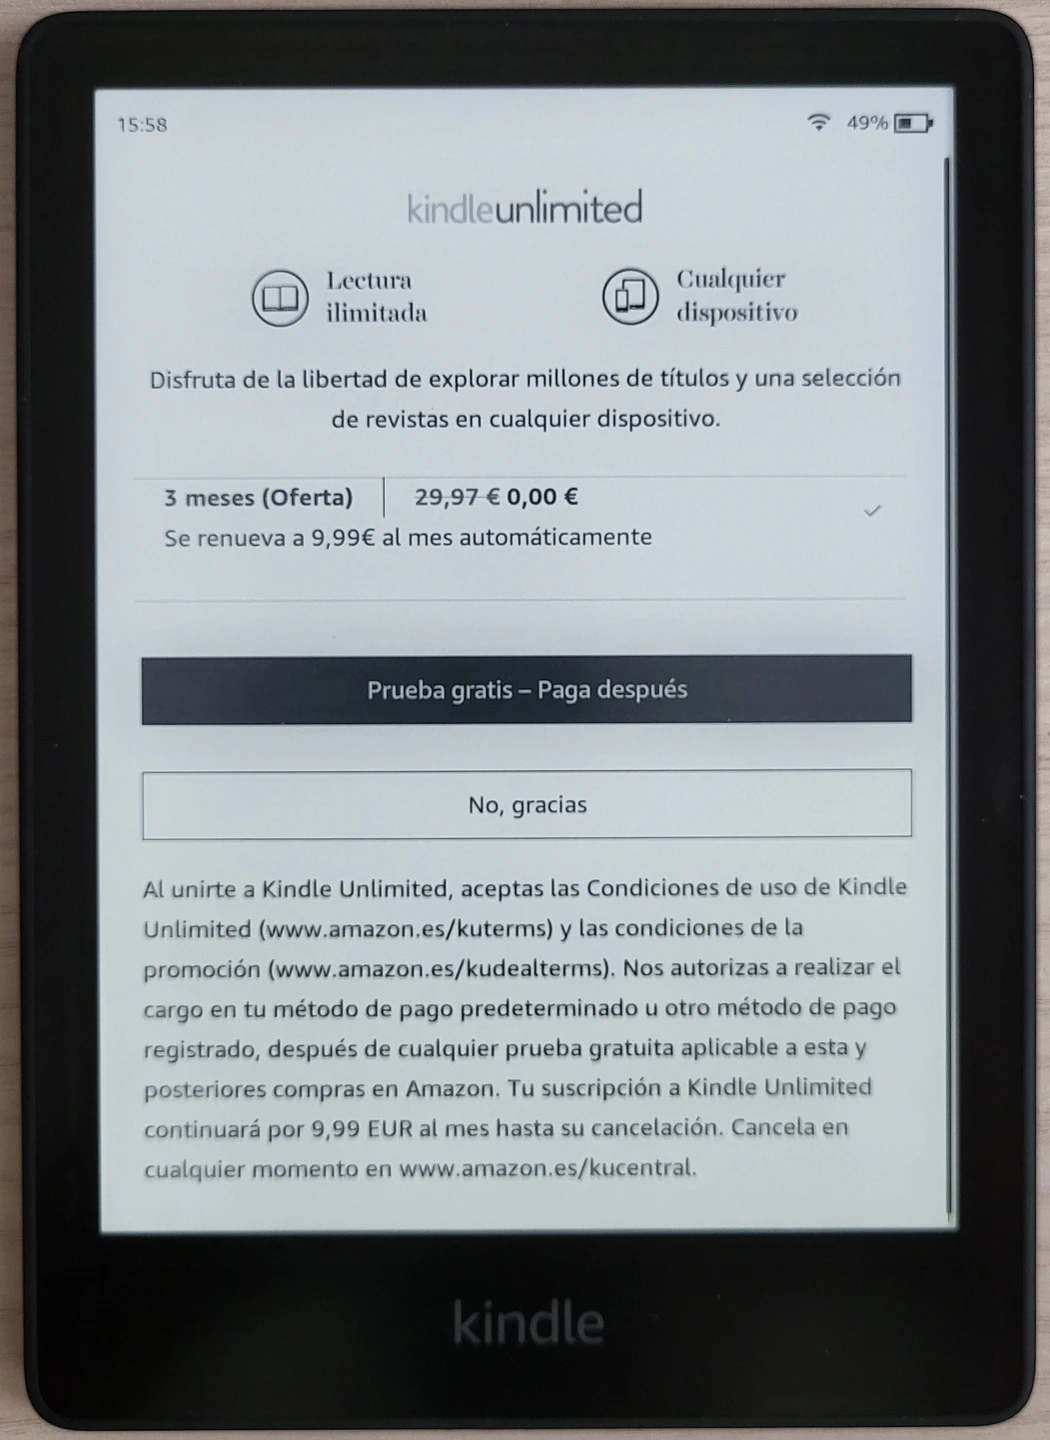 15:58
49%
kindleunlimited
Lectura
ilimitada
Cualquier
dispositivo
Disfruta de la libertad de explorar millones de títulos y una selección
de revistas en cualquier dispositivo.
3 meses (Oferta) 29,97 € 0,00 €
Se renueva a 9,99€ al mes automáticamente
Prueba gratis – Paga después
No, gracias
Al unirte a Kindle Unlimited, aceptas las Condiciones de uso de Kindle
Unlimited (www.amazon.es/kuterms) y las condiciones de la
promoción (www.amazon.es/kudealterms). Nos autorizas a realizar el
cargo en tu método de pago predeterminado u otro método de pago
registrado, después de cualquier prueba gratuita aplicable a esta y
posteriores compras en Amazon. Tu suscripción a Kindle Unlimited
continuará por 9,99 EUR al mes hasta su cancelación. Cancela en
cualquier momento en www.amazon.es/kucentral.
kindle